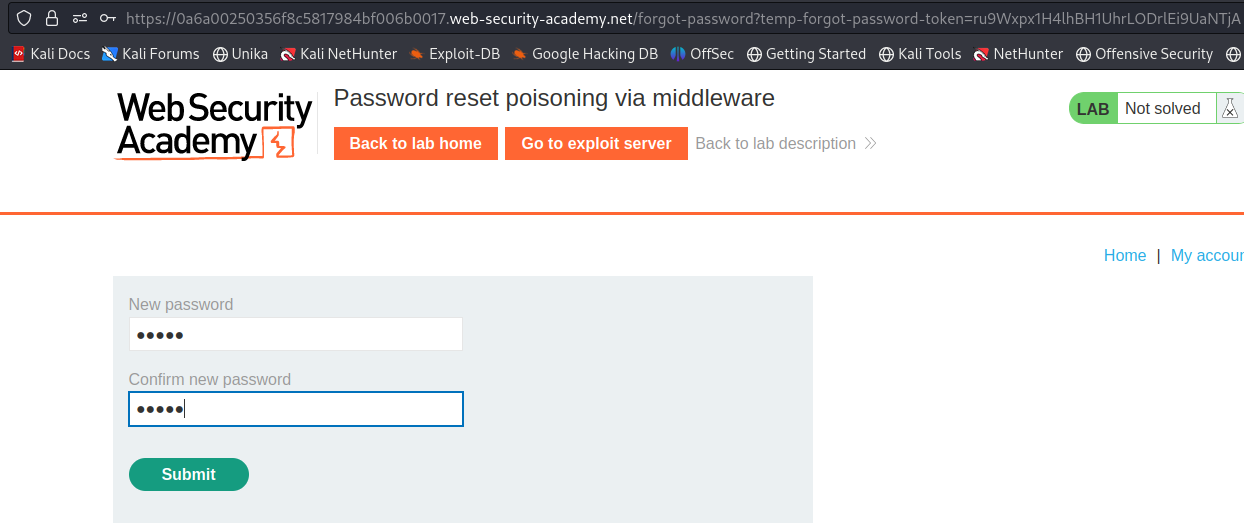 https://0a6a00250356f8c5817984bf006b0017.web-security-academy.net/forgot-password?temp-forgot-password-token=ru9Wxpx1H4lhBH1UhrLODrlEi9UaNTjA
Kali Docs Kali Forums Unika Kali NetHunter Exploit-DB Google Hacking DB OffSec Getting Started Kali Tools NetHunter Offensive Security
Web Security
Academy
Password reset poisoning via middleware
LAB Not solved
Back to lab home Go to exploit server Back to lab description
Home | My accour
New password
Confirm new password
Submit